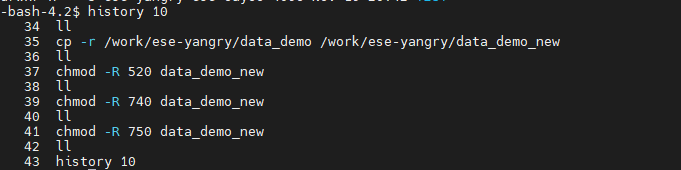 -bash-4.2$ history 10
34 ll
35 cp -r /work/ese-yangry/data_demo /work/ese-yangry/data_demo_new
36 ll
37 chmod -R 520 data_demo_new
38 ll
39 chmod -R 740 data_demo_new
40 ll
41 chmod -R 750 data_demo_new
42 ll
43 history 10